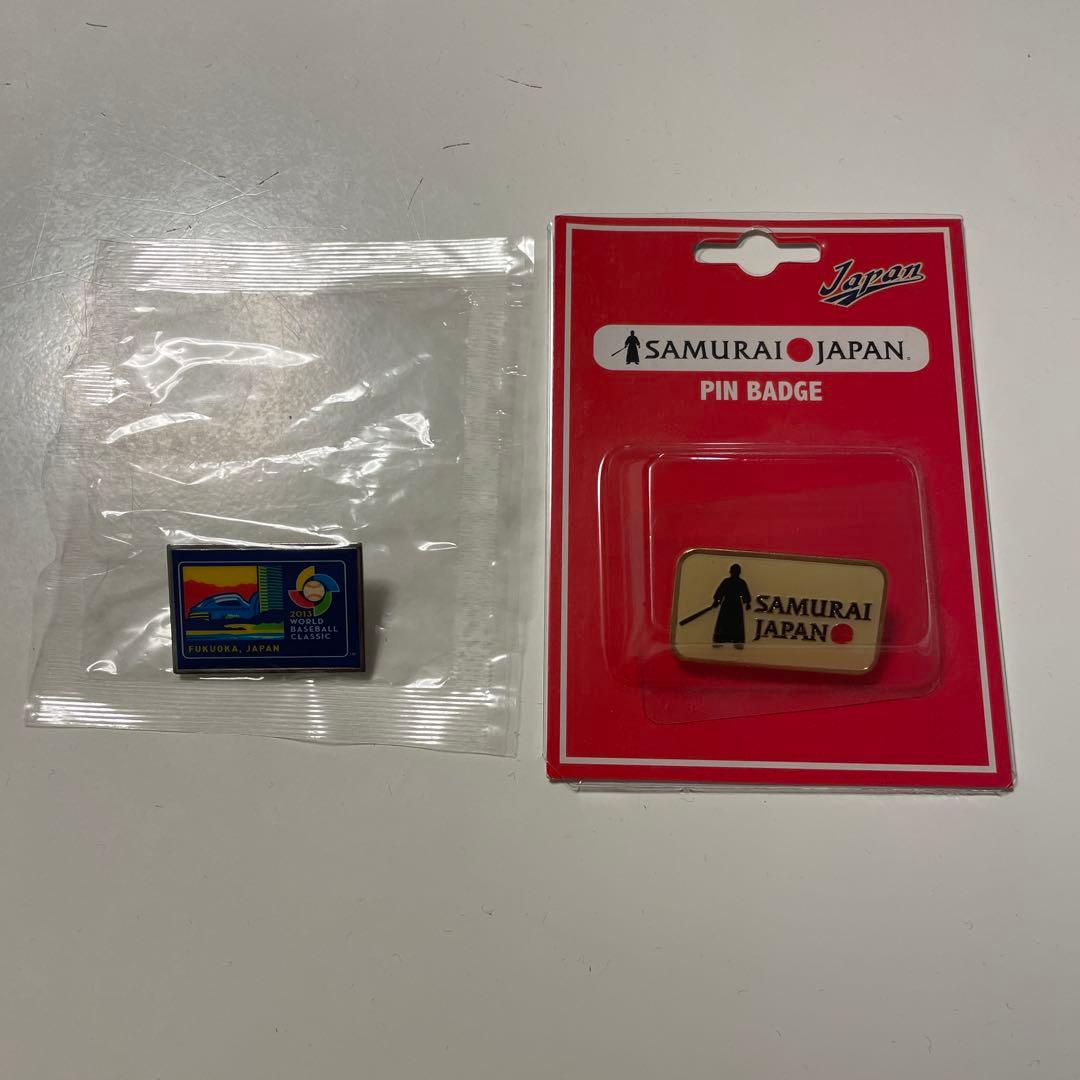 2013
WORLD
BASEBALL
CLASSIC
FUKUOKA, JAPAN
Japan
SAMURAI JAPAN
PIN BADGE
SAMURAI
JAPAN